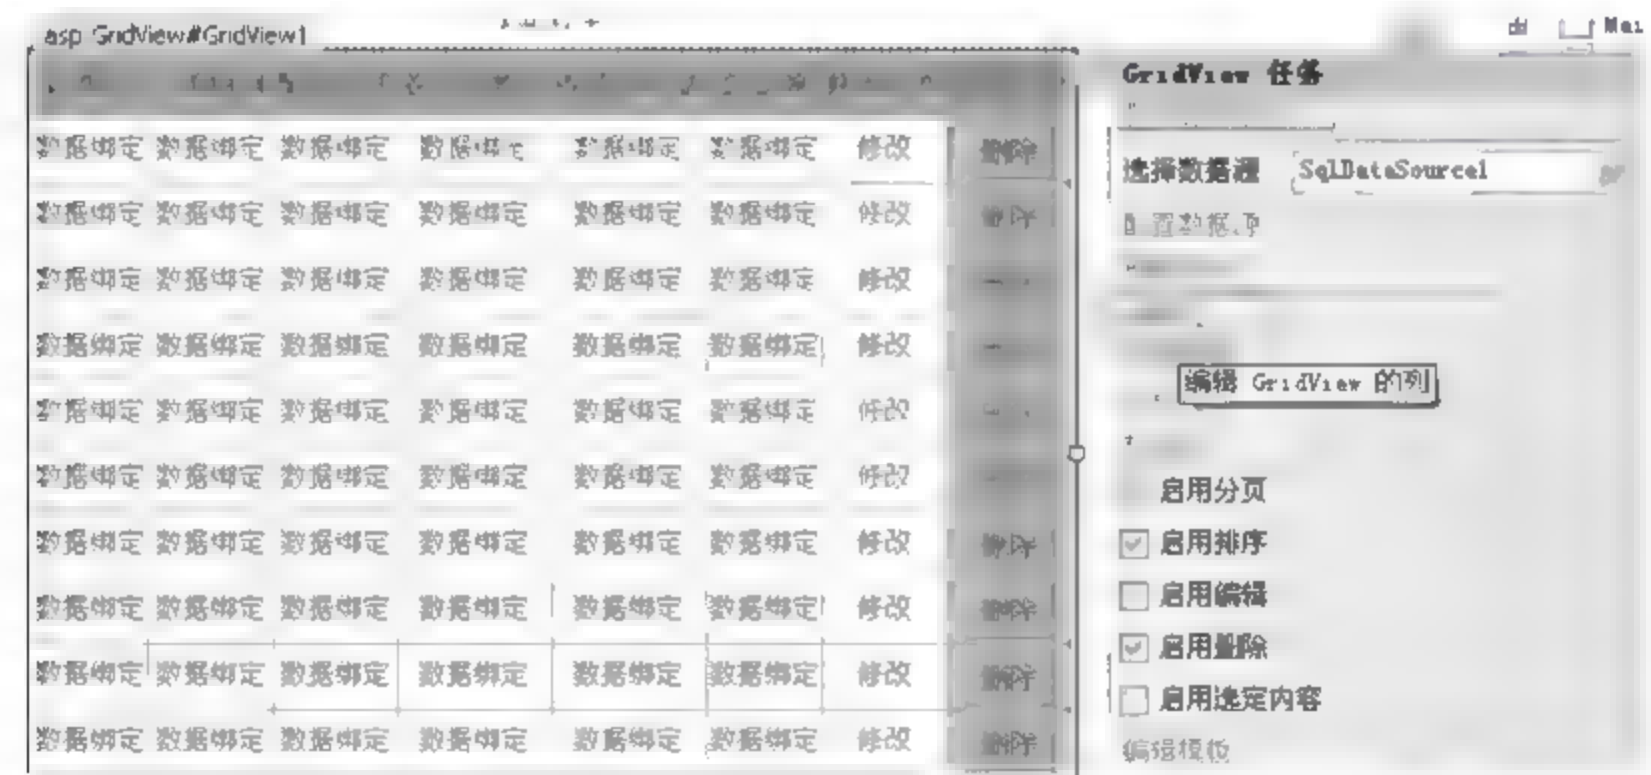 asp GridView#GridView1
GridView 任务
数据绑定 数据绑定 数据绑定 数据绑定 数据绑定 数据绑定 修改 删除
选择数据源 SqlDataSource1
数据绑定 数据绑定 数据绑定 数据绑定 数据绑定 数据绑定 修改 删除
数据绑定 数据绑定 数据绑定 数据绑定 数据绑定 数据绑定 修改
数据绑定 数据绑定 数据绑定 数据绑定 数据绑定 数据绑定 修改
编辑 GridView 的列
数据绑定 数据绑定 数据绑定 数据绑定 数据绑定 数据绑定 修改
数据绑定 数据绑定 数据绑定 数据绑定 数据绑定 数据绑定 修改
启用分页
数据绑定 数据绑定 数据绑定 数据绑定 数据绑定 数据绑定 修改 删除
启用排序
数据绑定 数据绑定 数据绑定 数据绑定 数据绑定 数据绑定 修改 删除
启用编辑
数据绑定 数据绑定 数据绑定 数据绑定 数据绑定 数据绑定 修改 删除
启用删除
启用选定内容
数据绑定 数据绑定 数据绑定 数据绑定 数据绑定 数据绑定 修改 删除
编辑模板